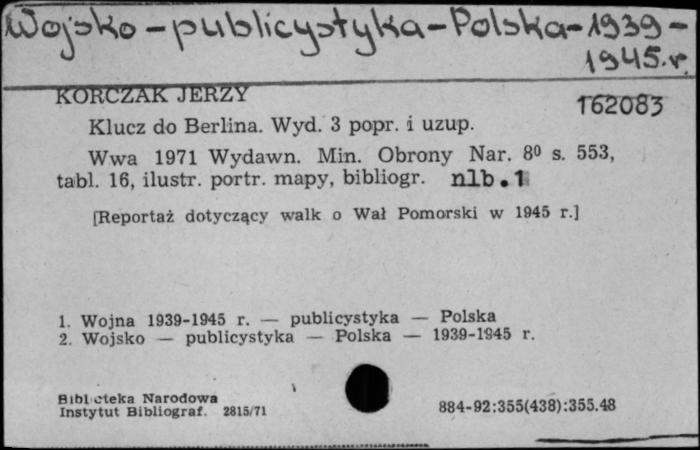 Wojsko - publicystyka - Polska - 1939 -
1945.r
KORCZAK JERZY
162083
Klucz do Berlina. Wyd. 3 popr. i uzup.
Wwa 1971 Wydawn. Min. Obrony Nar. 8⁰ s. 553,
tabl. 16, ilustr. portr. mapy, bibliogr. nlb.1
[Reportaż dotyczący walk o Wał Pomorski w 1945 r.]
1. Wojna 1939-1945 r. — publicystyka — Polska
2. Wojsko — publicystyka — Polska — 1939-1945 r.
Biblioteka Narodowa
Instytut Bibliograf. 2815/71
884-92:355(438):355.48